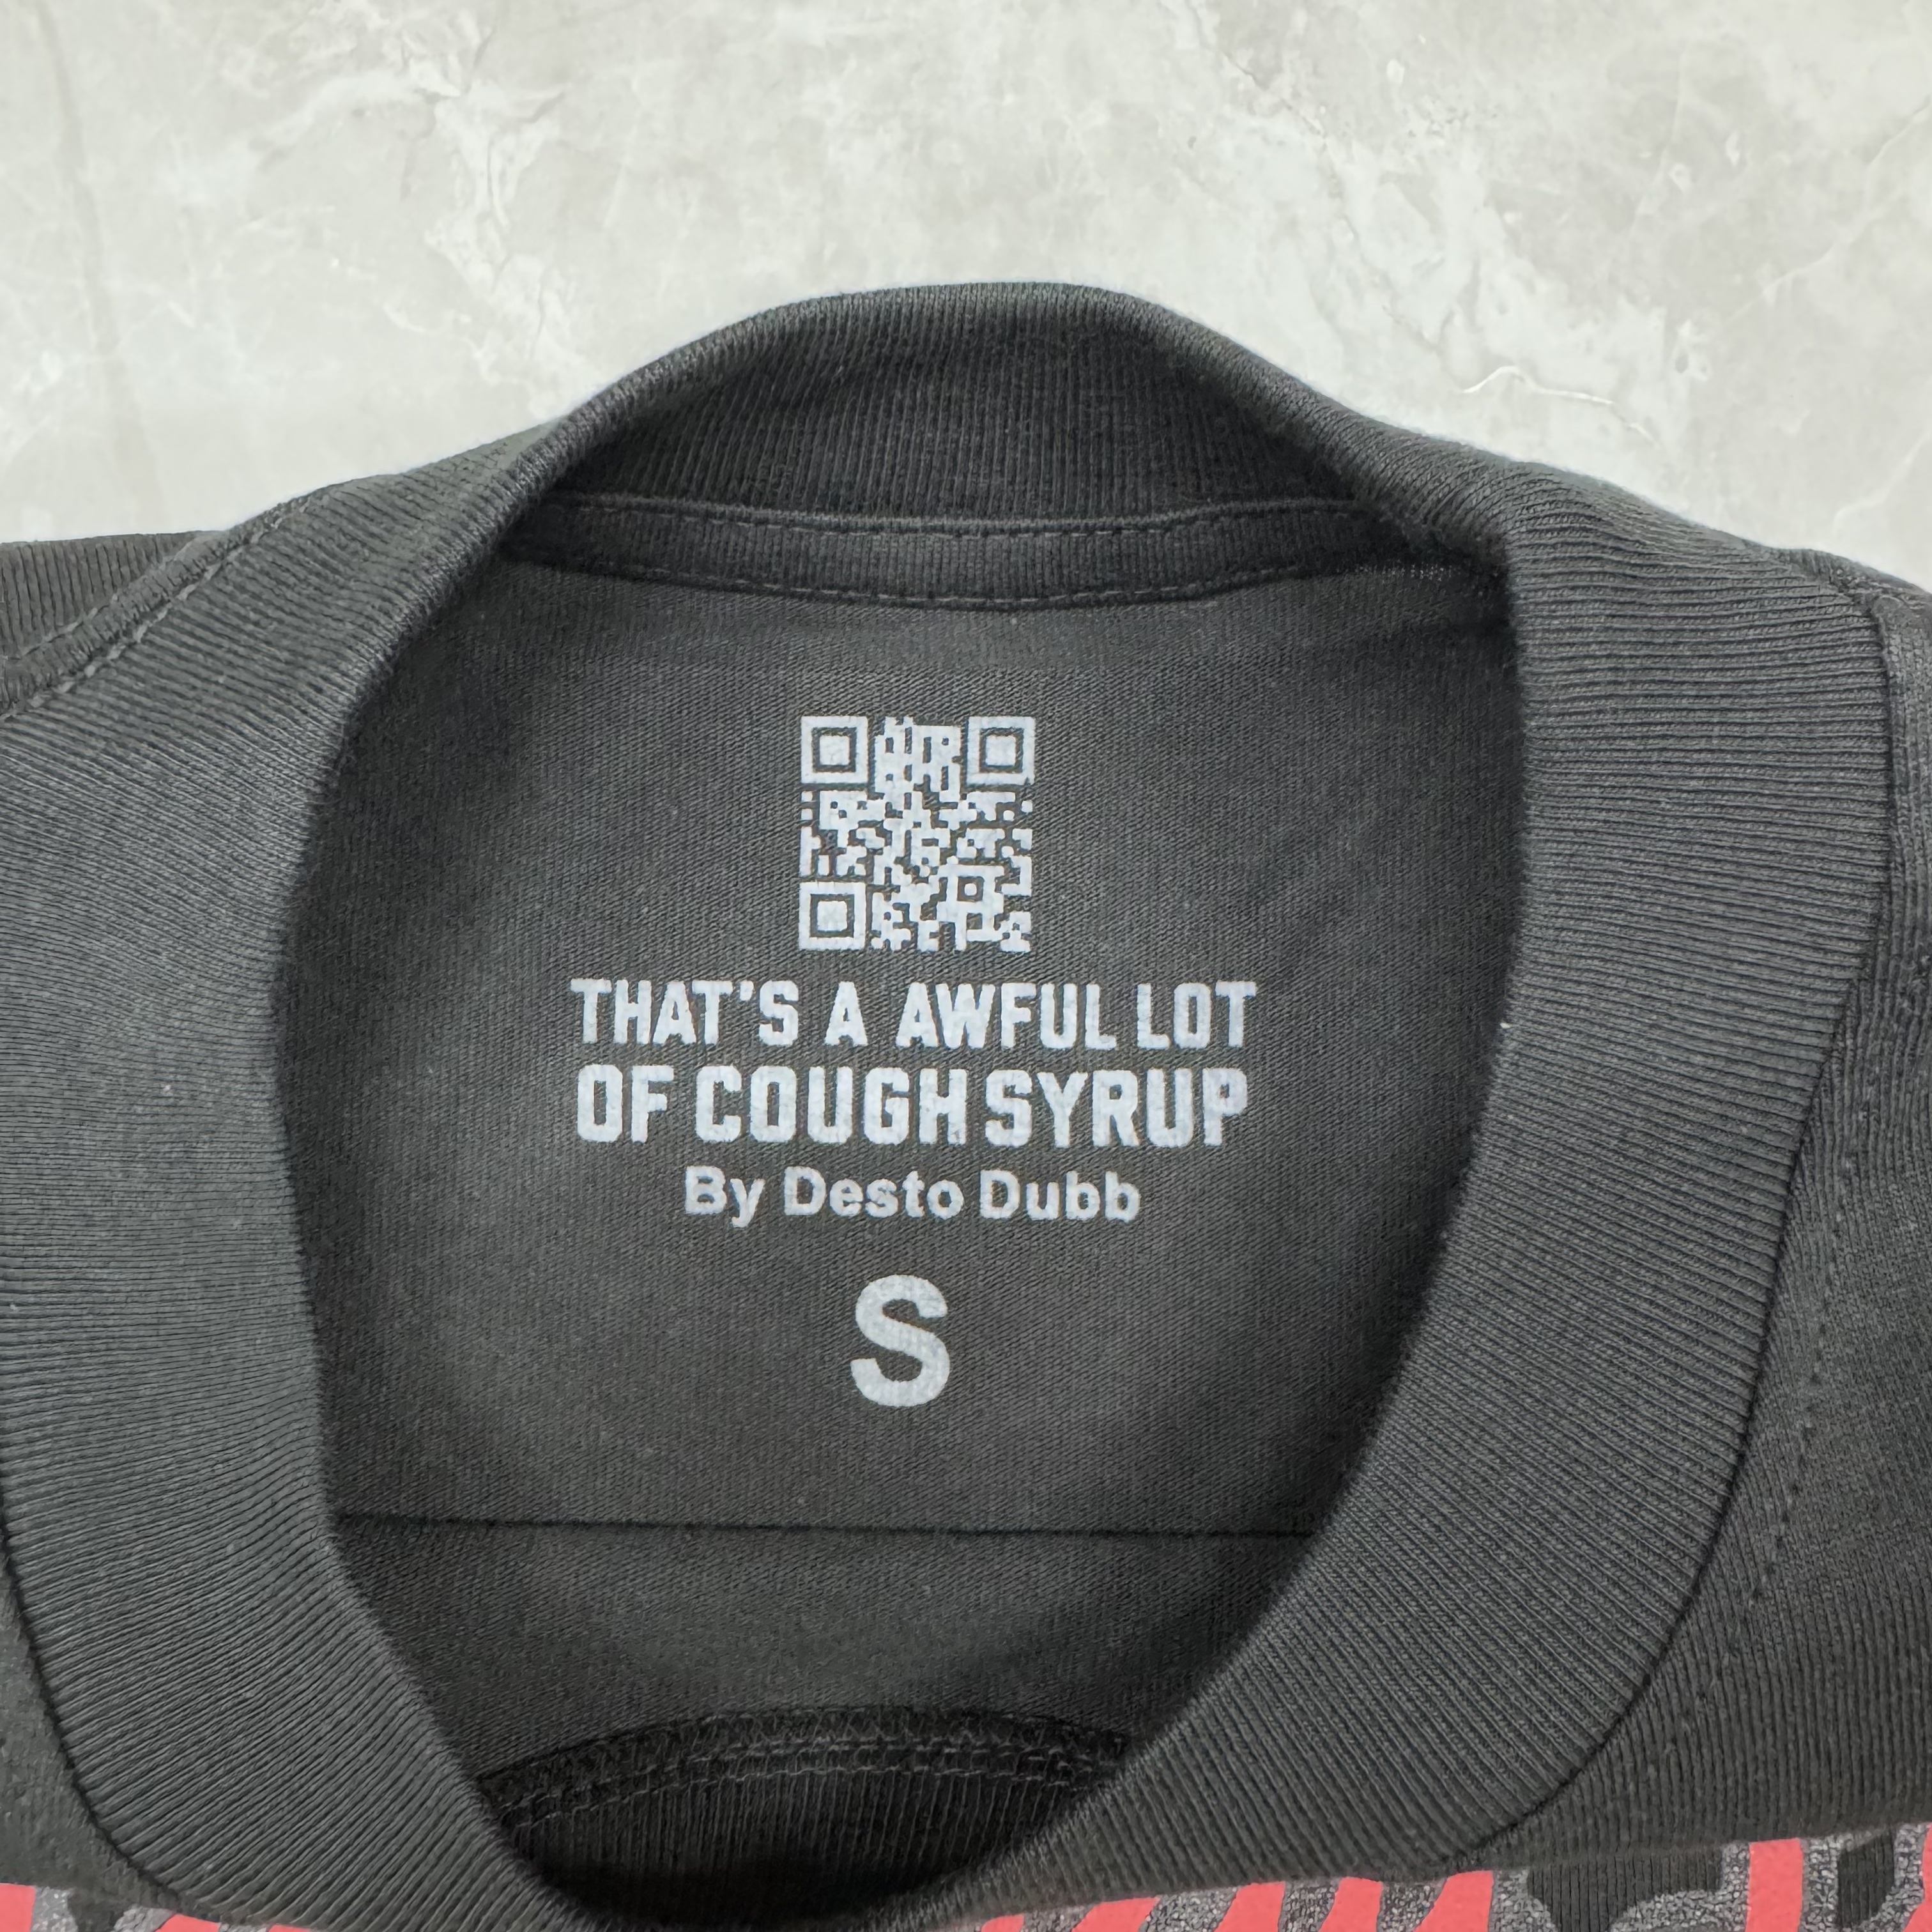 THAT'S A AWFUL LOT
OF COUGH SYRUP
By Desto Dubb
S